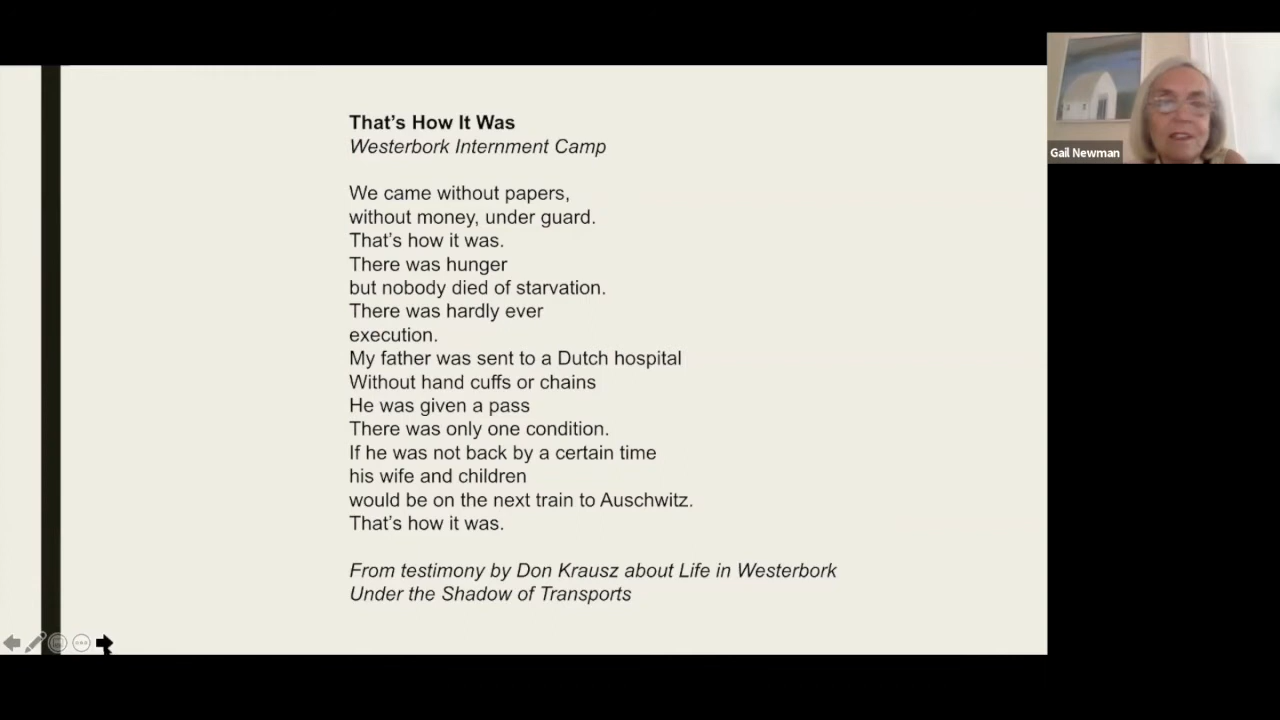 That's How It Was
Westerbork Internment Camp
We came without papers,
without money, under guard.
That's how it was.
There was hunger
but nobody died of starvation.
There was hardly ever
execution.
My father was sent to a Dutch hospital
Without hand cuffs or chains
He was given a pass
There was only one condition.
If he was not back by a certain time
his wife and children
would be on the next train to Auschwitz.
That's how it was.
From testimony by Don Krausz about Life in Westerbork
Under the Shadow of Transports
Gail Newman